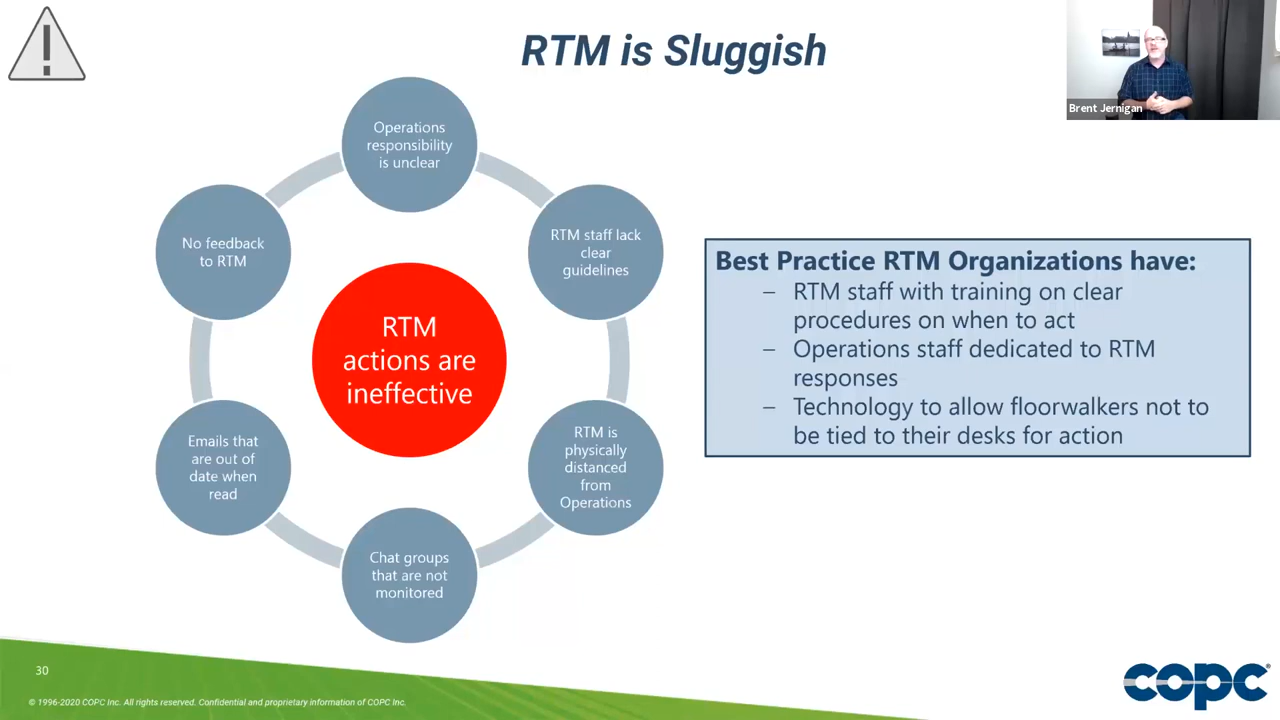 RTM is Sluggish
Brent Jernigan
Operations
responsibility
is unclear
RTM staff lack
clear
guidelines
RTM is
physically
distanced
from
Operations
Chat groups
that are not
monitored
Emails that
are out of
date when
read
No feedback
to RTM
RTM
actions are
ineffective
Best Practice RTM Organizations have:
– RTM staff with training on clear
procedures on when to act
– Operations staff dedicated to RTM
responses
– Technology to allow floorwalkers not to
be tied to their desks for action
30
© 1996-2020 COPC Inc. All rights reserved. Confidential and proprietary information of COPC Inc.
copc®